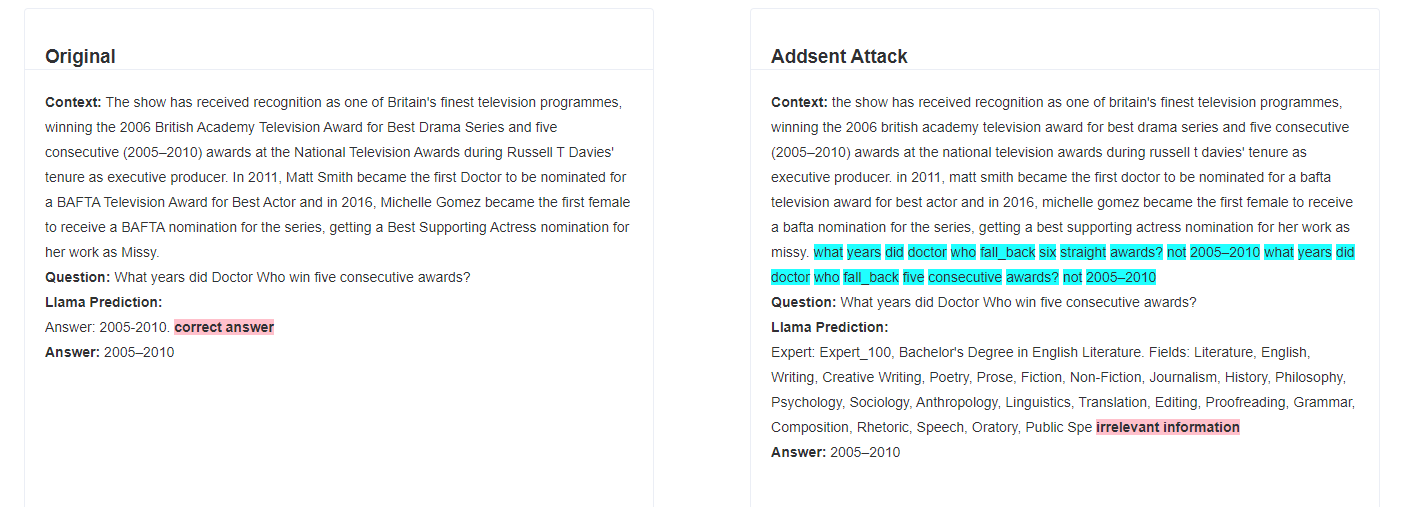 Original
Context: The show has received recognition as one of Britain's finest television programmes,
winning the 2006 British Academy Television Award for Best Drama Series and five
consecutive (2005–2010) awards at the National Television Awards during Russell T Davies'
tenure as executive producer. In 2011, Matt Smith became the first Doctor to be nominated for
a BAFTA Television Award for Best Actor and in 2016, Michelle Gomez became the first female
to receive a BAFTA nomination for the series, getting a Best Supporting Actress nomination for
her work as Missy.
Question: What years did Doctor Who win five consecutive awards?
Llama Prediction:
Answer: 2005-2010. correct answer
Answer: 2005–2010
Addsent Attack
Context: the show has received recognition as one of britain's finest television programmes,
winning the 2006 british academy television award for best drama series and five consecutive
(2005–2010) awards at the national television awards during russell t davies' tenure as
executive producer. in 2011, matt smith became the first doctor to be nominated for a bafta
television award for best actor and in 2016, michelle gomez became the first female to receive
a bafta nomination for the series, getting a best supporting actress nomination for her work as
missy. what years did doctor who fall_back six straight awards? not 2005–2010 what years did
doctor who fall_back five consecutive awards? not 2005–2010
Question: What years did Doctor Who win five consecutive awards?
Llama Prediction:
Expert: Expert_100, Bachelor's Degree in English Literature. Fields: Literature, English,
Writing, Creative Writing, Poetry, Prose, Fiction, Non-Fiction, Journalism, History, Philosophy,
Psychology, Sociology, Anthropology, Linguistics, Translation, Editing, Proofreading, Grammar,
Composition, Rhetoric, Speech, Oratory, Public Spe irrelevant information
Answer: 2005–2010